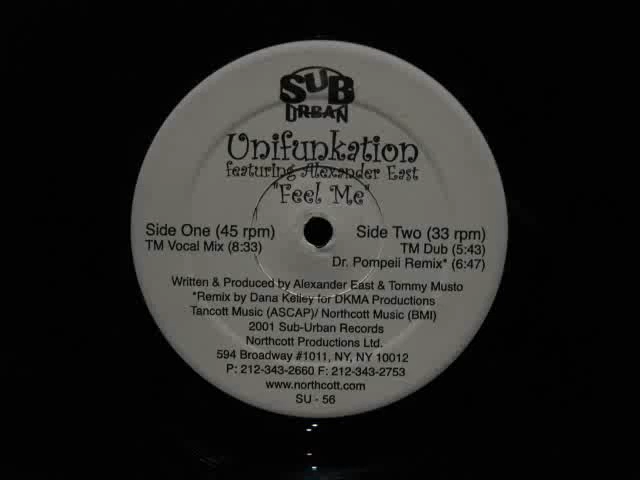 SUB
URBAN
Unifunkation
featuring Alexander East
"Feel Me"
Side One (45 rpm)
TM Vocal Mix (8:33)
Side Two (33 rpm)
TM Dub (5:43)
Dr. Pompeii Remix* (6:47)
Written & Produced by Alexander East & Tommy Musto
*Remix by Dana Kelley for DKMA Productions
Tancott Music (ASCAP)/ Northcott Music (BMI)
2001 Sub-Urban Records
Northcott Productions Ltd.
594 Broadway #1011, NY, NY 10012
P: 212-343-2660 F: 212-343-2753
www.northcott.com
SU - 56